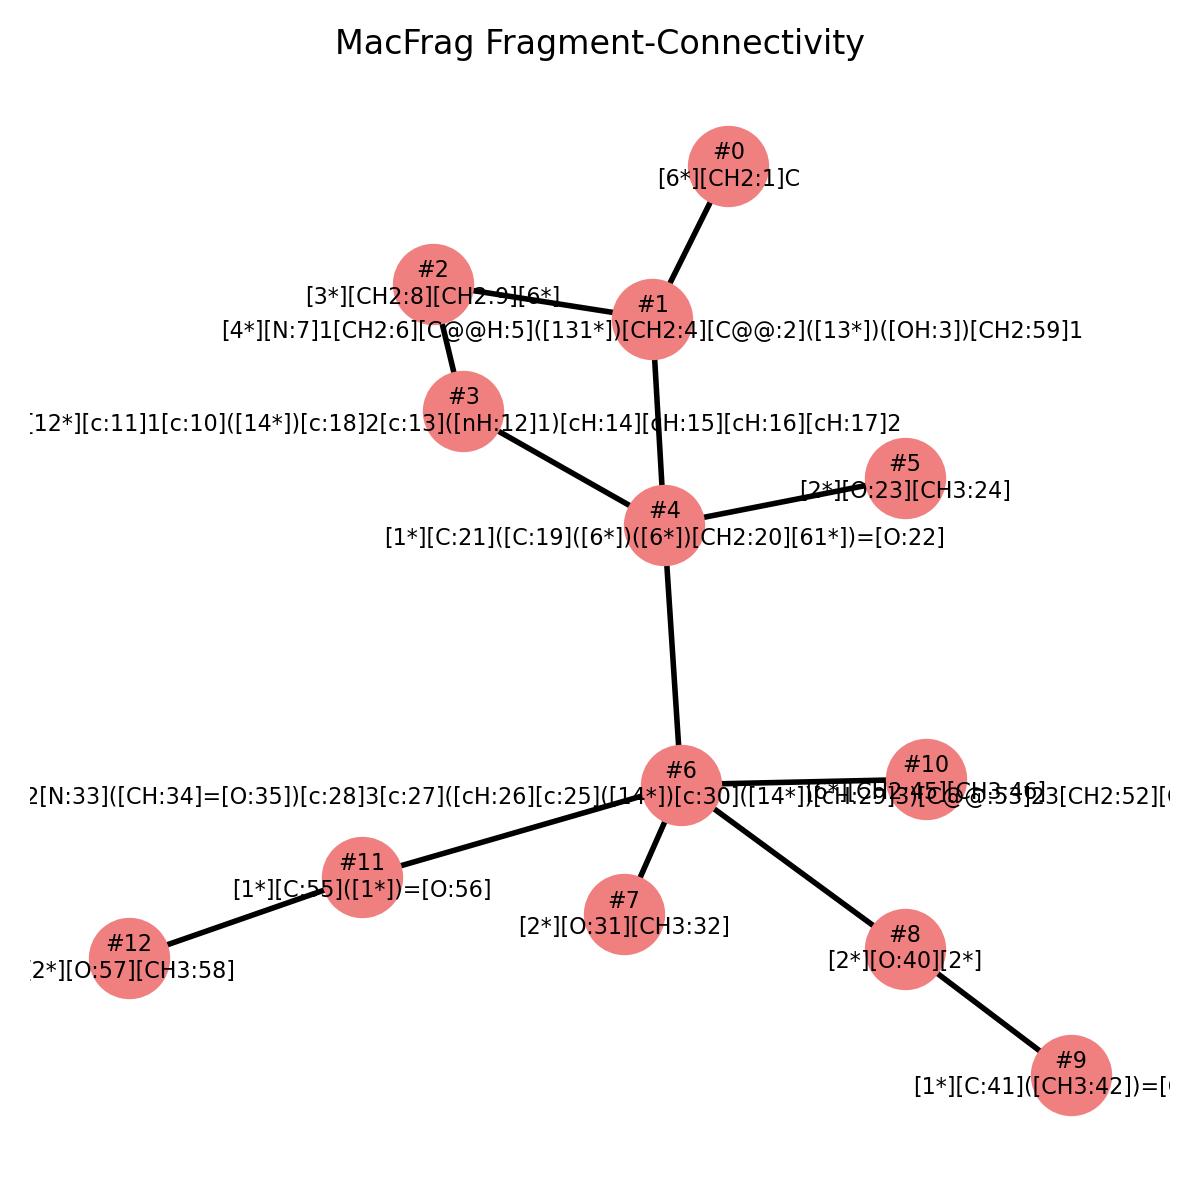 MacFrag Fragment-Connectivity
#0
[6*][CH2:1]C
#2
[3*][CH2:8][CH2:9][6*]
#1
[4*][N:7]1[CH2:6][C@@H:5]([131*])[CH2:4][C@@:2]([13*])([OH:3])[CH2:59]1
#3
12*][c:11]1[c:10]([14*])[c:18]2[c:13]([nH:12]1)[cH:14][cH:15][cH:16][cH:17]2
#5
[2*][O:23][CH3:24]
#4
[1*][C:21]([C:19]([6*])([6*])[CH2:20][61*])=[O:22]
#6
2[N:33]([CH:34]=[O:35])[c:28]3[c:27]([cH:26][c:25]([14*])[c:30]([14*])[cH:29]3)[C@@:53]23[CH2:52][
#10
[6*][CH2:45][CH3:46]
#11
[1*][C:55]([1*])=[O:56]
#7
[2*][O:31][CH3:32]
#12
2*][O:57][CH3:58]
#8
[2*][O:40][2*]
#9
[1*][C:41]([CH3:42])=[